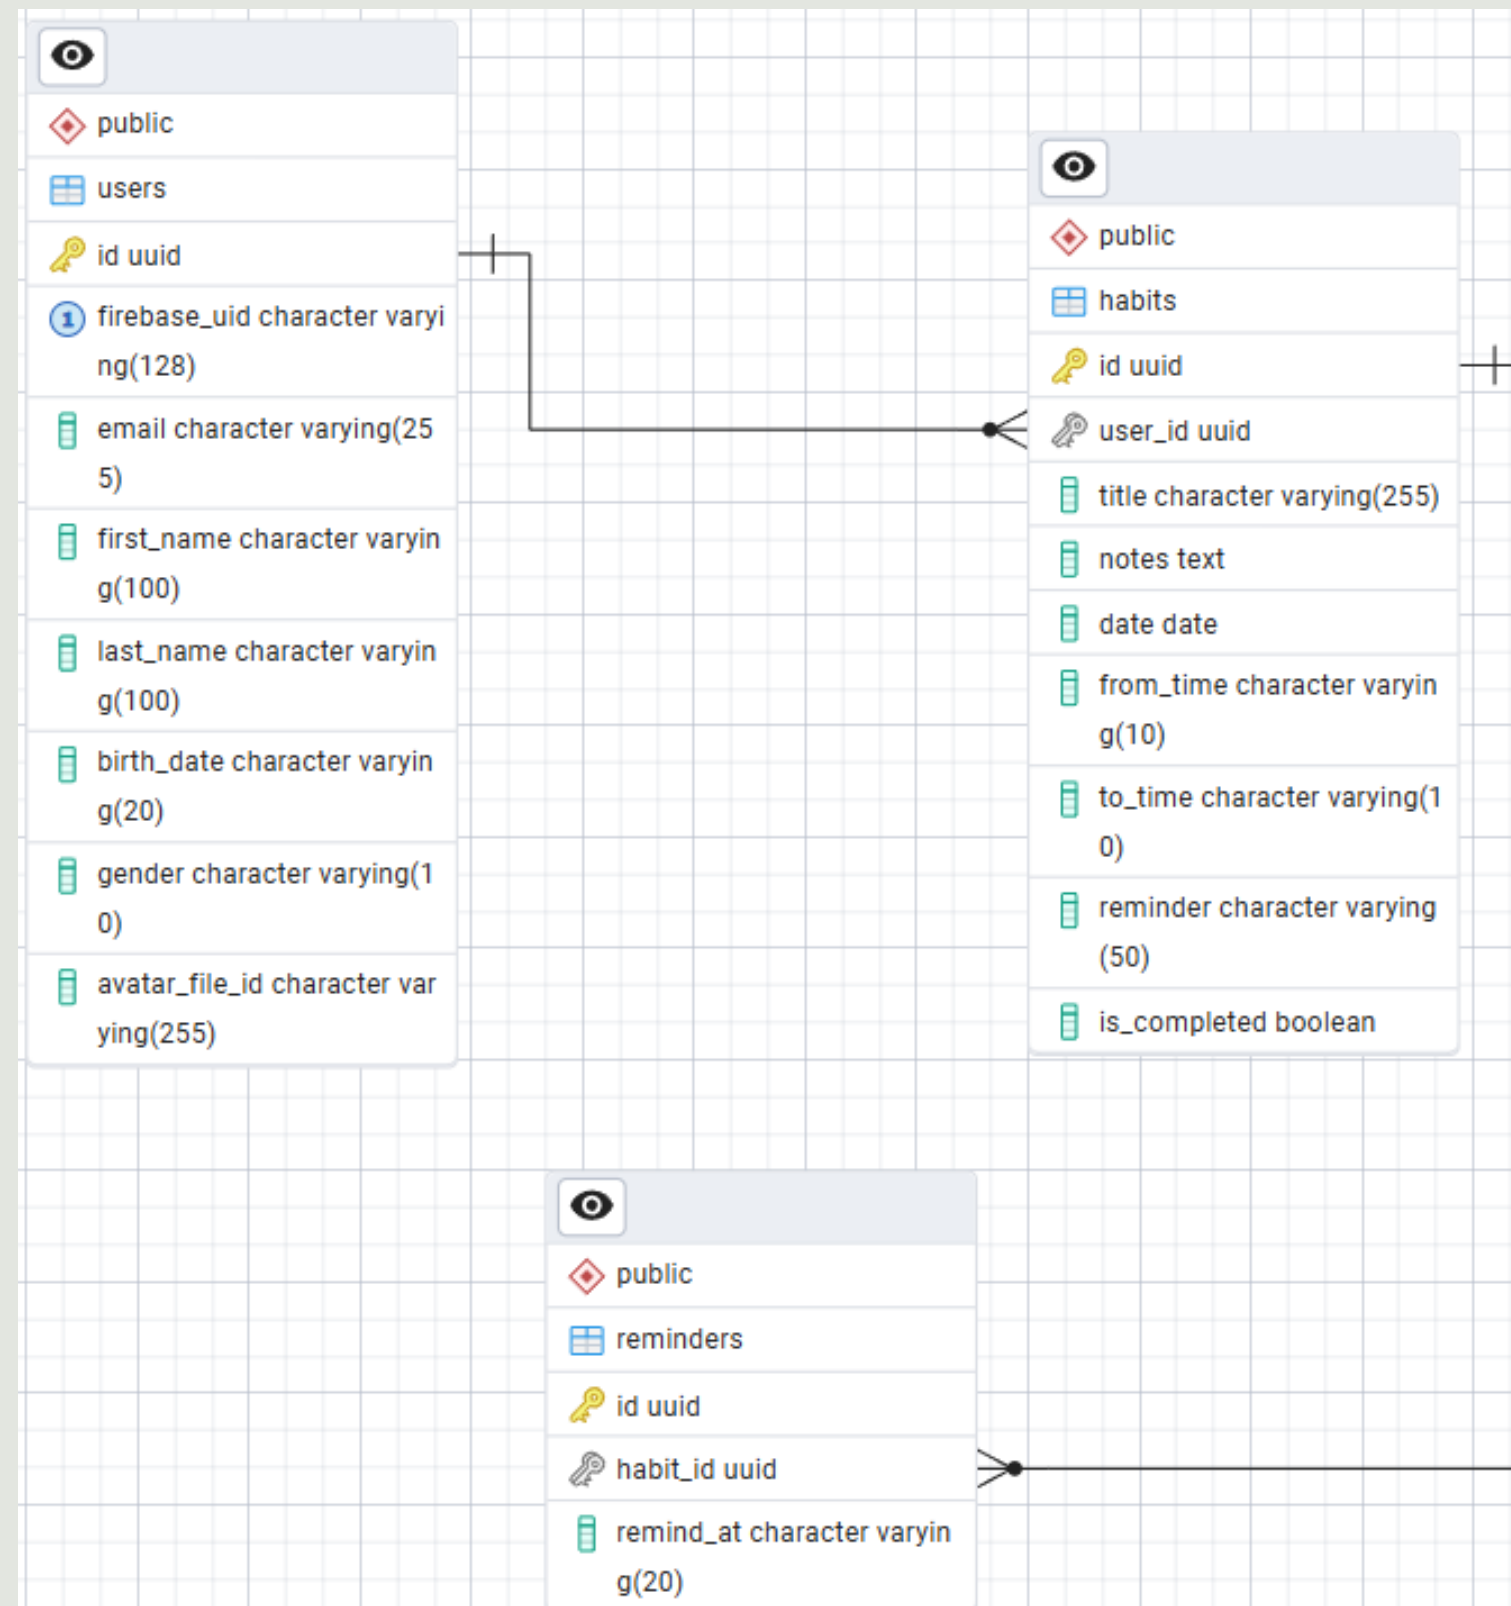 public
users
id uuid
firebase_uid character varyi
ng(128)
email character varying(25
5)
first_name character varyin
g(100)
last_name character varyin
g(100)
birth_date character varyin
g(20)
gender character varying(1
0)
avatar_file_id character var
ying(255)
public
habits
id uuid
user_id uuid
title character varying(255)
notes text
date date
from_time character varyin
g(10)
to_time character varying(1
0)
reminder character varying
(50)
is_completed boolean
public
reminders
id uuid
habit_id uuid
remind_at character varyin
g(20)